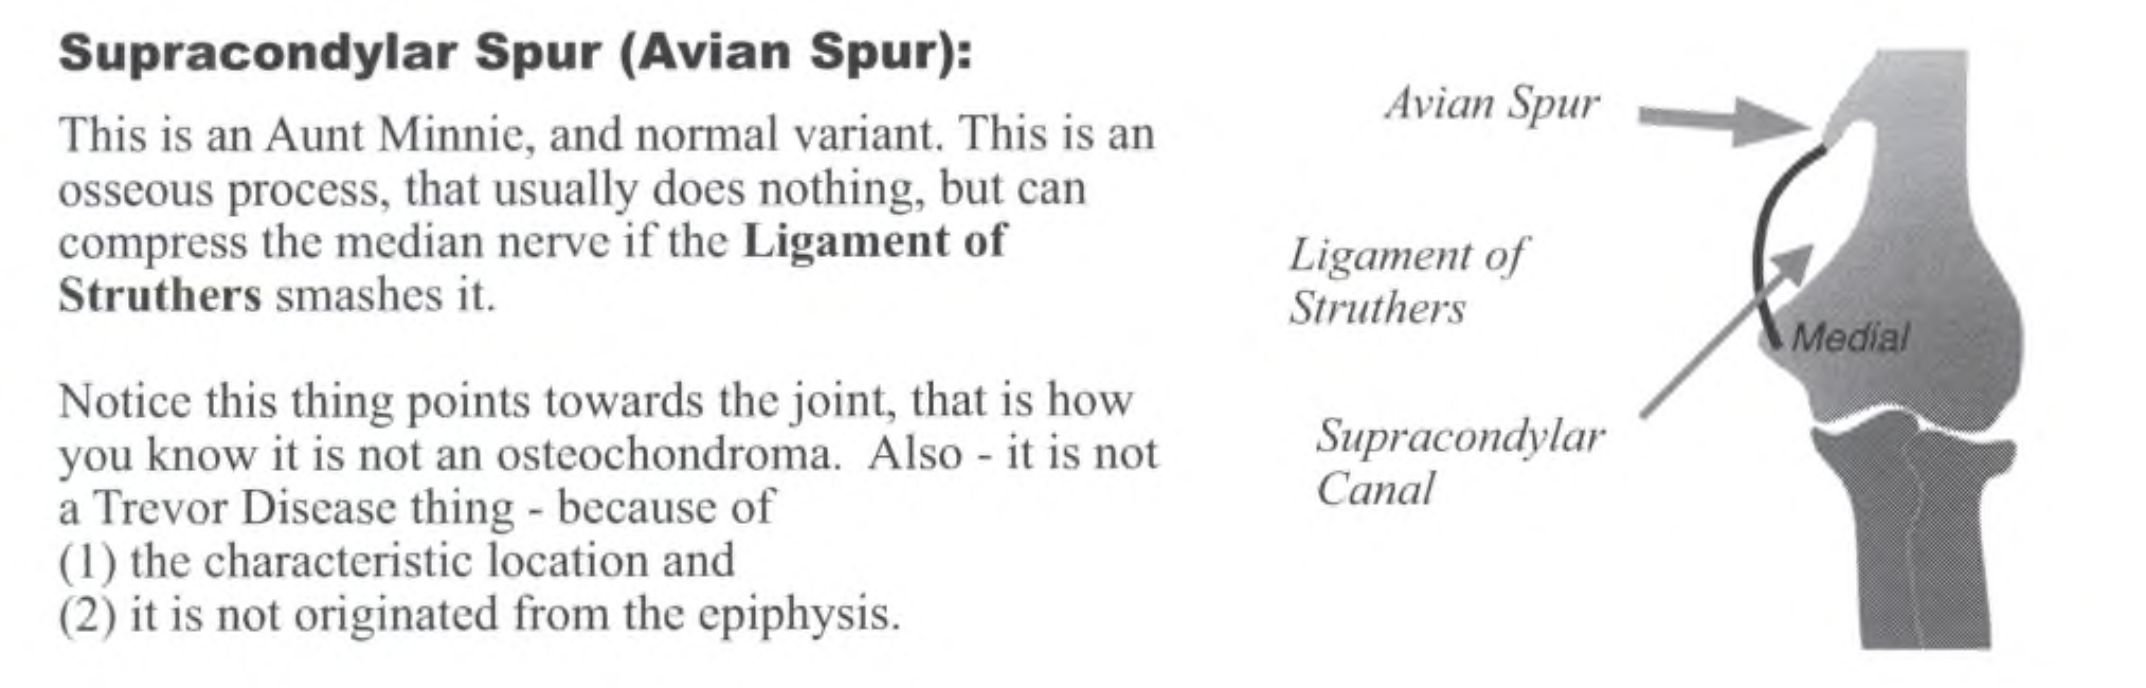 Supracondylar Spur (Avian Spur):
This is an Aunt Minnie, and normal variant. This is an
osseous process, that usually does nothing, but can
compress the median nerve if the Ligament of
Struthers smashes it.
Notice this thing points towards the joint, that is how
you know it is not an osteochondroma. Also - it is not
a Trevor Disease thing - because of
(1) the characteristic location and
(2) it is not originated from the epiphysis.
Avian Spur
Ligament of
Struthers
Medial
Supracondylar
Canal